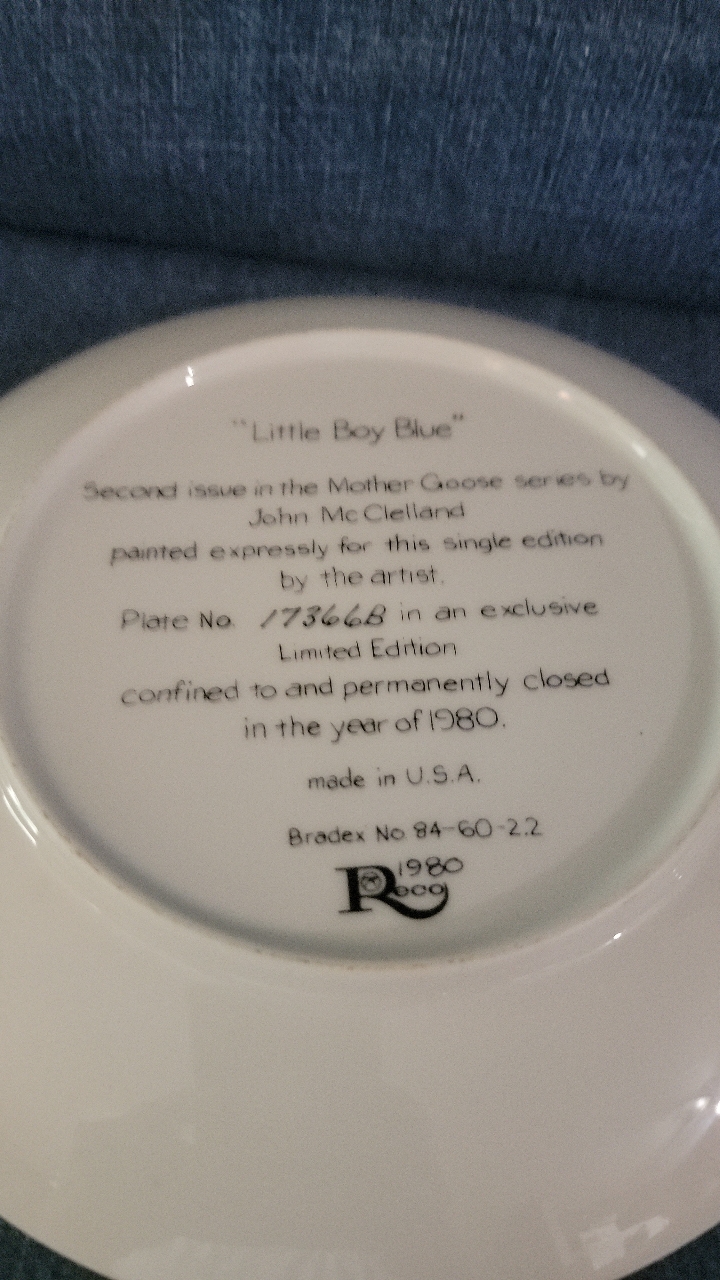 "Little Boy Blue"
Second issue in the Mother Goose series by
John McClelland
painted expressly for this single edition
by the artist.
Plate No. 17366B in an exclusive
Limited Edition
confined to and permanently closed
in the year of 1980.
made in U.S.A.
Bradex No 84-60-2.2
1980
Reco